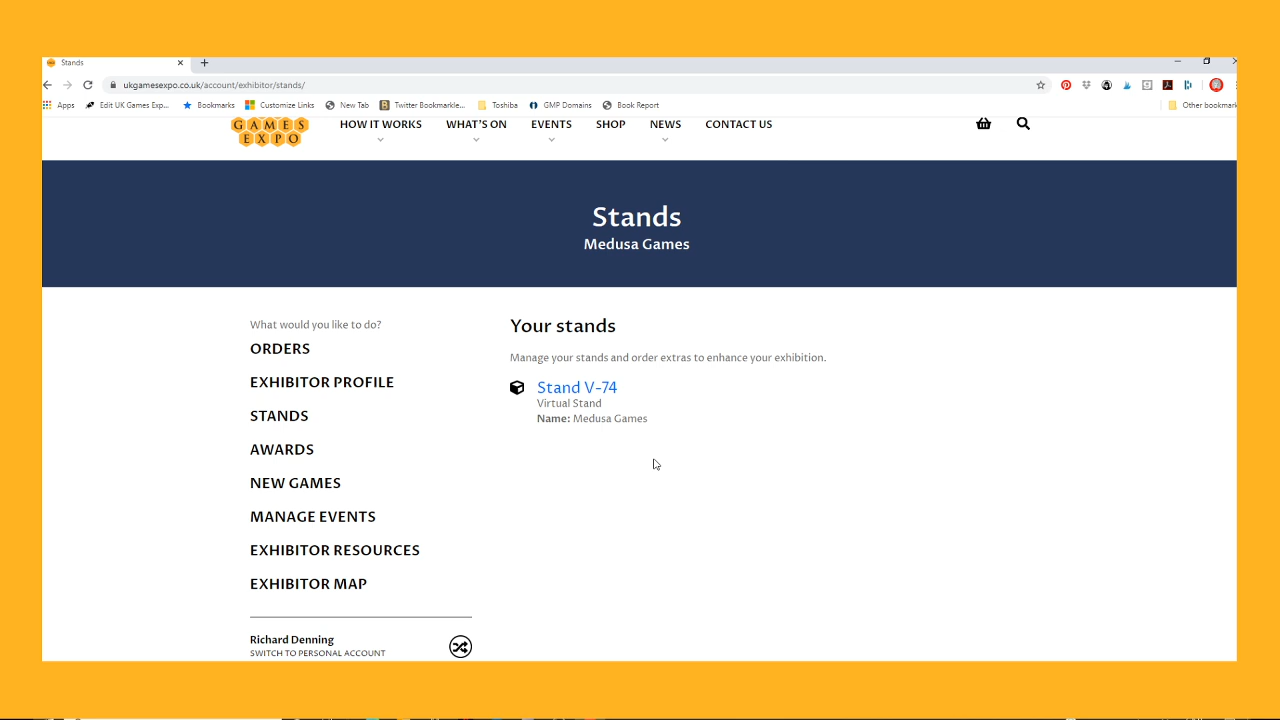 Stands
ukgamesexpo.co.uk/account/exhibitor/stands/
Apps Edit UK Games Exp... Bookmarks Customize Links New Tab Twitter Bookmarkle... Toshiba GMP Domains Book Report Other bookmark
GAMES
EXPO
HOW IT WORKS WHAT'S ON EVENTS SHOP NEWS CONTACT US
Stands
Medusa Games
What would you like to do?
ORDERS
EXHIBITOR PROFILE
STANDS
AWARDS
NEW GAMES
MANAGE EVENTS
EXHIBITOR RESOURCES
EXHIBITOR MAP
Richard Denning
SWITCH TO PERSONAL ACCOUNT
Your stands
Manage your stands and order extras to enhance your exhibition.
Stand V-74
Virtual Stand
Name: Medusa Games